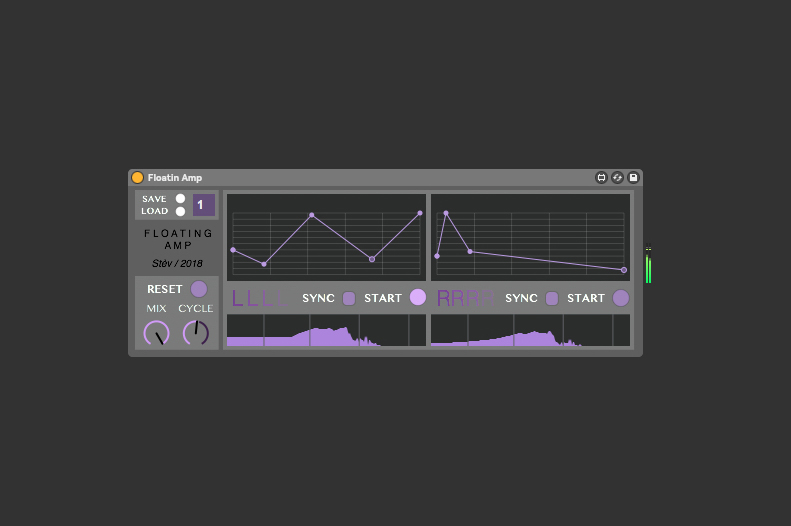 Floatin Amp
SAVE
LOAD
1
FLOATING
AMP
Stév / 2018
RESET
MIX CYCLE
LLLL SYNC START
RRRR SYNC START